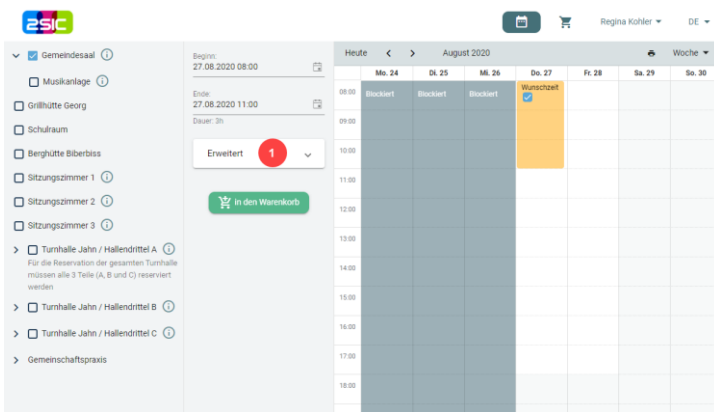 2SIC
Regina Kohler
DE
Gemeindesaal
Musikanlage
Grillhütte Georg
Schulraum
Berghütte Biberbiss
Sitzungszimmer 1
Sitzungszimmer 2
Sitzungszimmer 3
Turnhalle Jahn / Hallendrittel A
Für die Reservation der gesamten Turnhalle
müssen alle 3 Teile (A, B und C) reserviert
werden
Turnhalle Jahn / Hallendrittel B
Turnhalle Jahn / Hallendrittel C
Gemeinschaftspraxis
Beginn:
27.08.2020 08:00
Ende:
27.08.2020 11:00
Dauer: 3h
Erweitert 1
In den Warenkorb
Heute < > August 2020 Woche
Mo. 24 Di. 25 Mi. 26 Do. 27 Fr. 28 Sa. 29 So. 30
08:00 Blockiert Blockiert Blockiert Wunschzeit
09:00
10:00
11:00
12:00
13:00
14:00
15:00
16:00
17:00
18:00